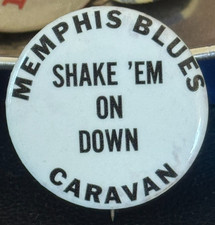 MEMPHIS BLUES
SHAKE 'EM
ON
DOWN
CARAVAN